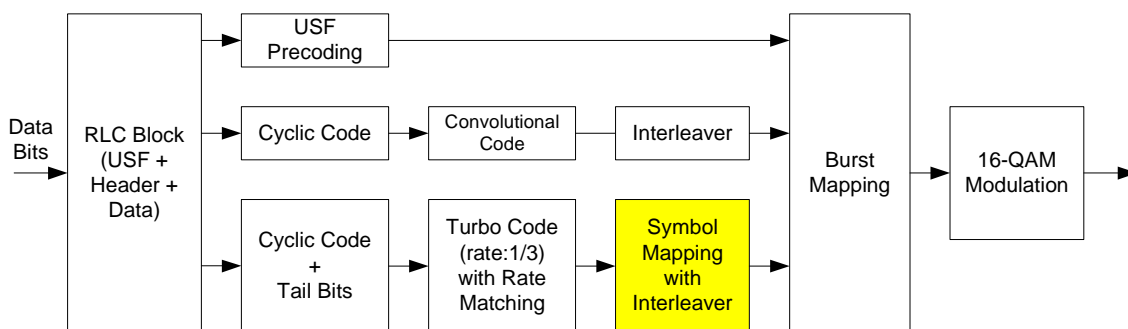 Data
Bits
RLC Block
(USF +
Header +
Data)
USF
Precoding
Cyclic Code
Convolutional
Code
Interleaver
Cyclic Code
+
Tail Bits
Turbo Code
(rate:1/3)
with Rate
Matching
Symbol
Mapping
with
Interleaver
Burst
Mapping
16-QAM
Modulation